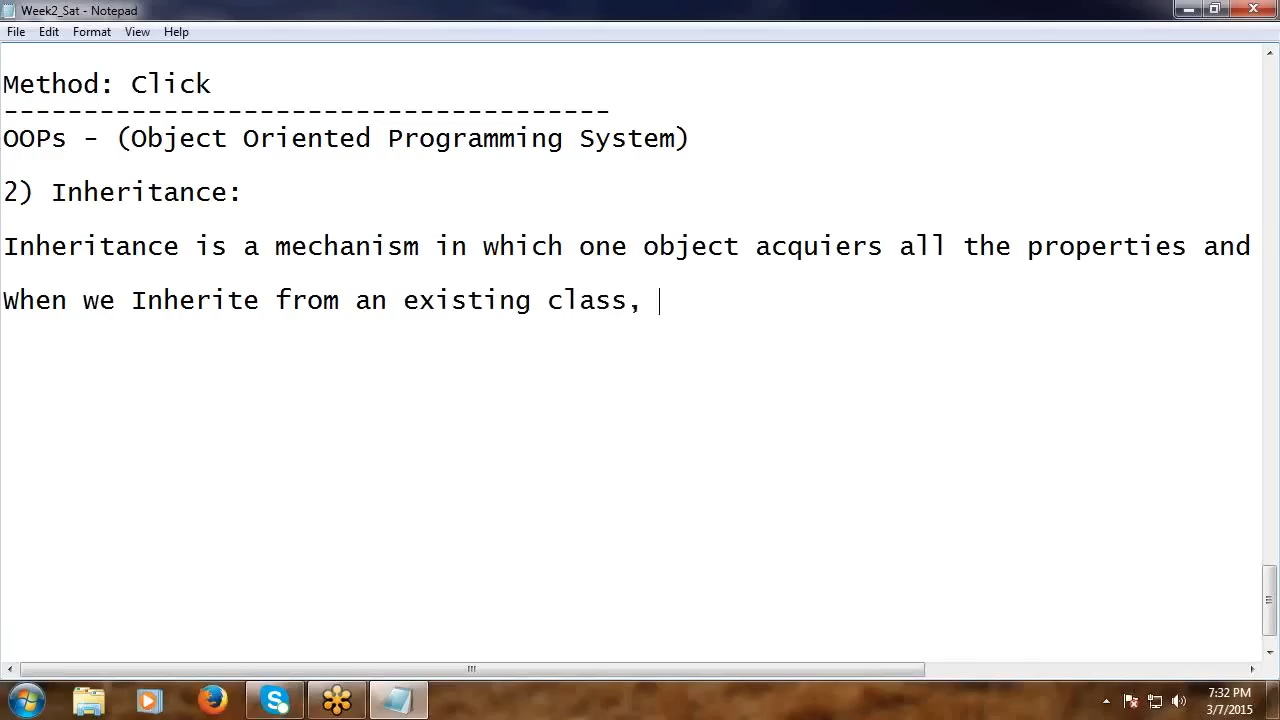 Week2_Sat - Notepad
File Edit Format View Help
Method: Click
--------------------------------------
OOPs - (Object Oriented Programming System)
2) Inheritance:
Inheritance is a mechanism in which one object acquiers all the properties and
When we Inherite from an existing class,
7:32 PM
3/7/2015